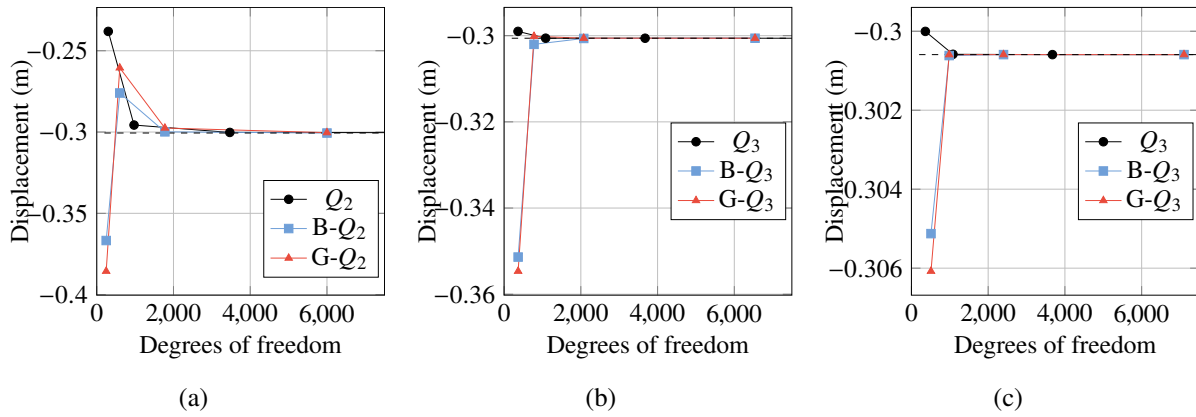 −0.25
−0.3
−0.35
−0.4
0
2,000
4,000
6,000
Displacement (m)
Degrees of freedom
Q2
B-Q2
G-Q2
(a)
−0.3
−0.32
−0.34
−0.36
0
2,000
4,000
6,000
Displacement (m)
Degrees of freedom
Q3
B-Q3
G-Q3
(b)
−0.3
−0.302
−0.304
−0.306
0
2,000
4,000
6,000
Displacement (m)
Degrees of freedom
Q3
B-Q3
G-Q3
(c)